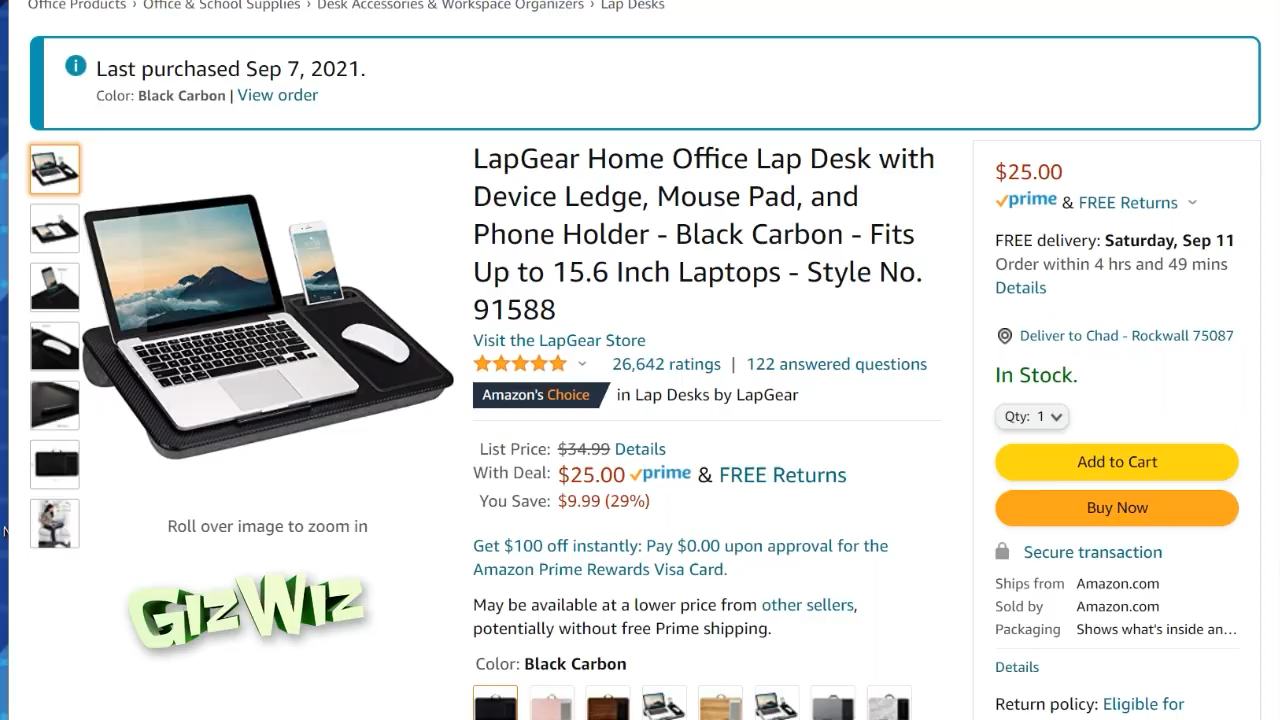 Office Products › Office & School Supplies › Desk Accessories & Workspace Organizers › Lap Desks
Last purchased Sep 7, 2021.
Color: Black Carbon | View order
LapGear Home Office Lap Desk with
Device Ledge, Mouse Pad, and
Phone Holder - Black Carbon - Fits
Up to 15.6 Inch Laptops - Style No.
91588
Visit the LapGear Store
26,642 ratings | 122 answered questions
Amazon's Choice in Lap Desks by LapGear
List Price: $34.99 Details
With Deal: $25.00 prime & FREE Returns
You Save: $9.99 (29%)
Get $100 off instantly: Pay $0.00 upon approval for the
Amazon Prime Rewards Visa Card.
May be available at a lower price from other sellers,
potentially without free Prime shipping.
Color: Black Carbon
Roll over image to zoom in
GizWiz
$25.00
prime & FREE Returns
FREE delivery: Saturday, Sep 11
Order within 4 hrs and 49 mins
Details
Deliver to Chad - Rockwall 75087
In Stock.
Qty: 1
Add to Cart
Buy Now
Secure transaction
Ships from Amazon.com
Sold by Amazon.com
Packaging Shows what's inside an...
Details
Return policy: Eligible for